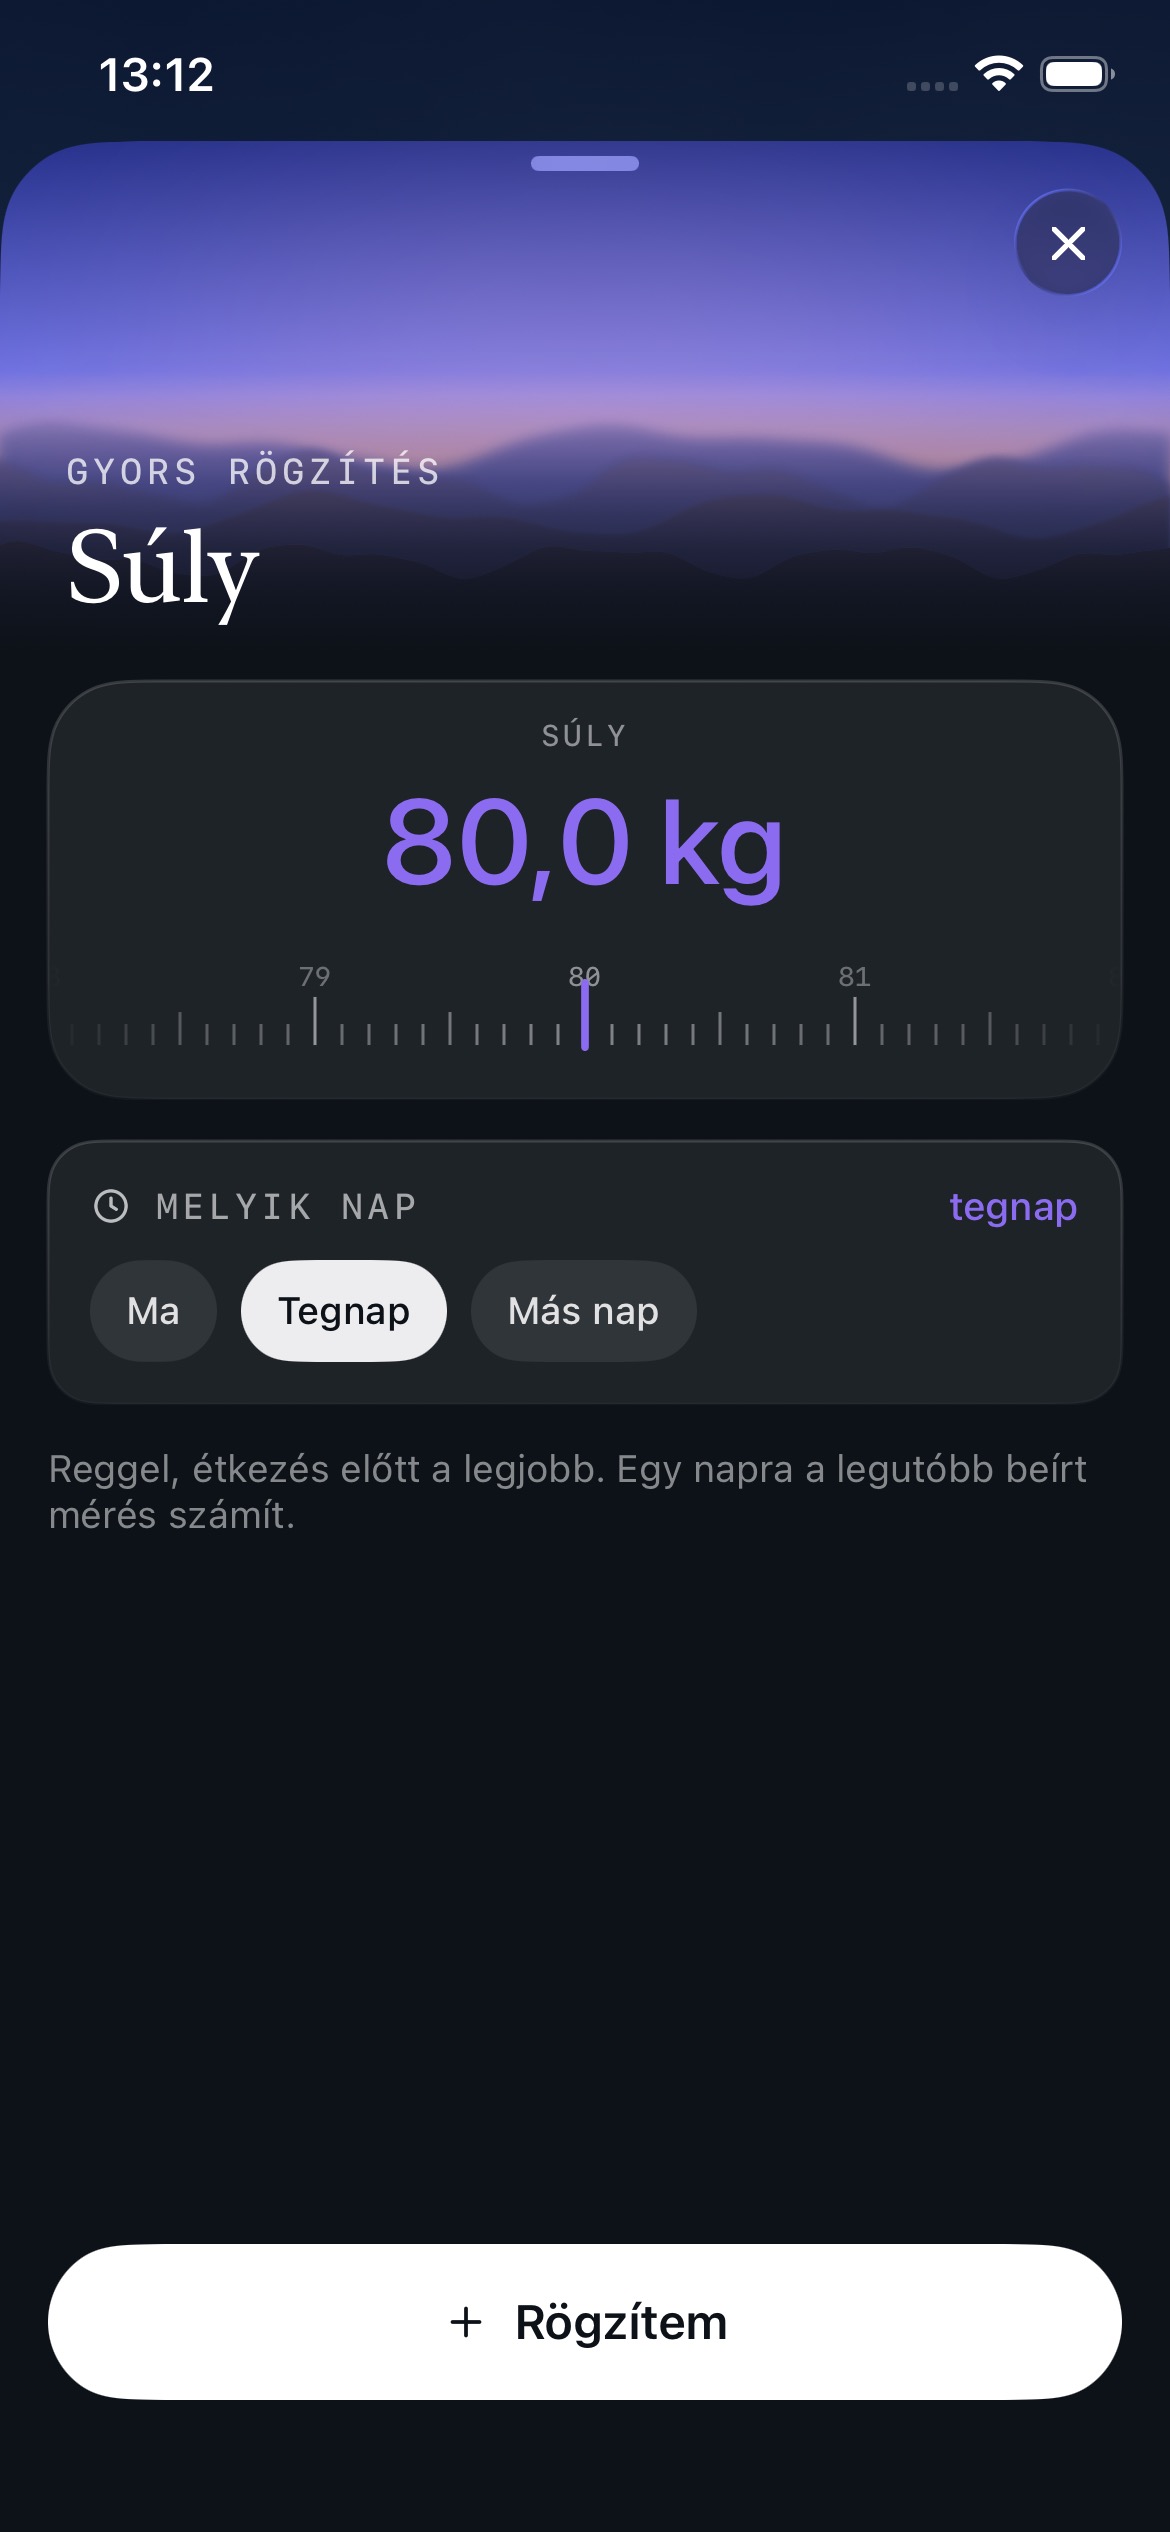 13:12
GYORS RÖGZÍTÉS
Súly
SÚLY
80,0 kg
79 80 81
MELYIK NAP tegnap
Ma Tegnap Más nap
Reggel, étkezés előtt a legjobb. Egy napra a legutóbb beírt
mérés számít.
+ Rögzítem